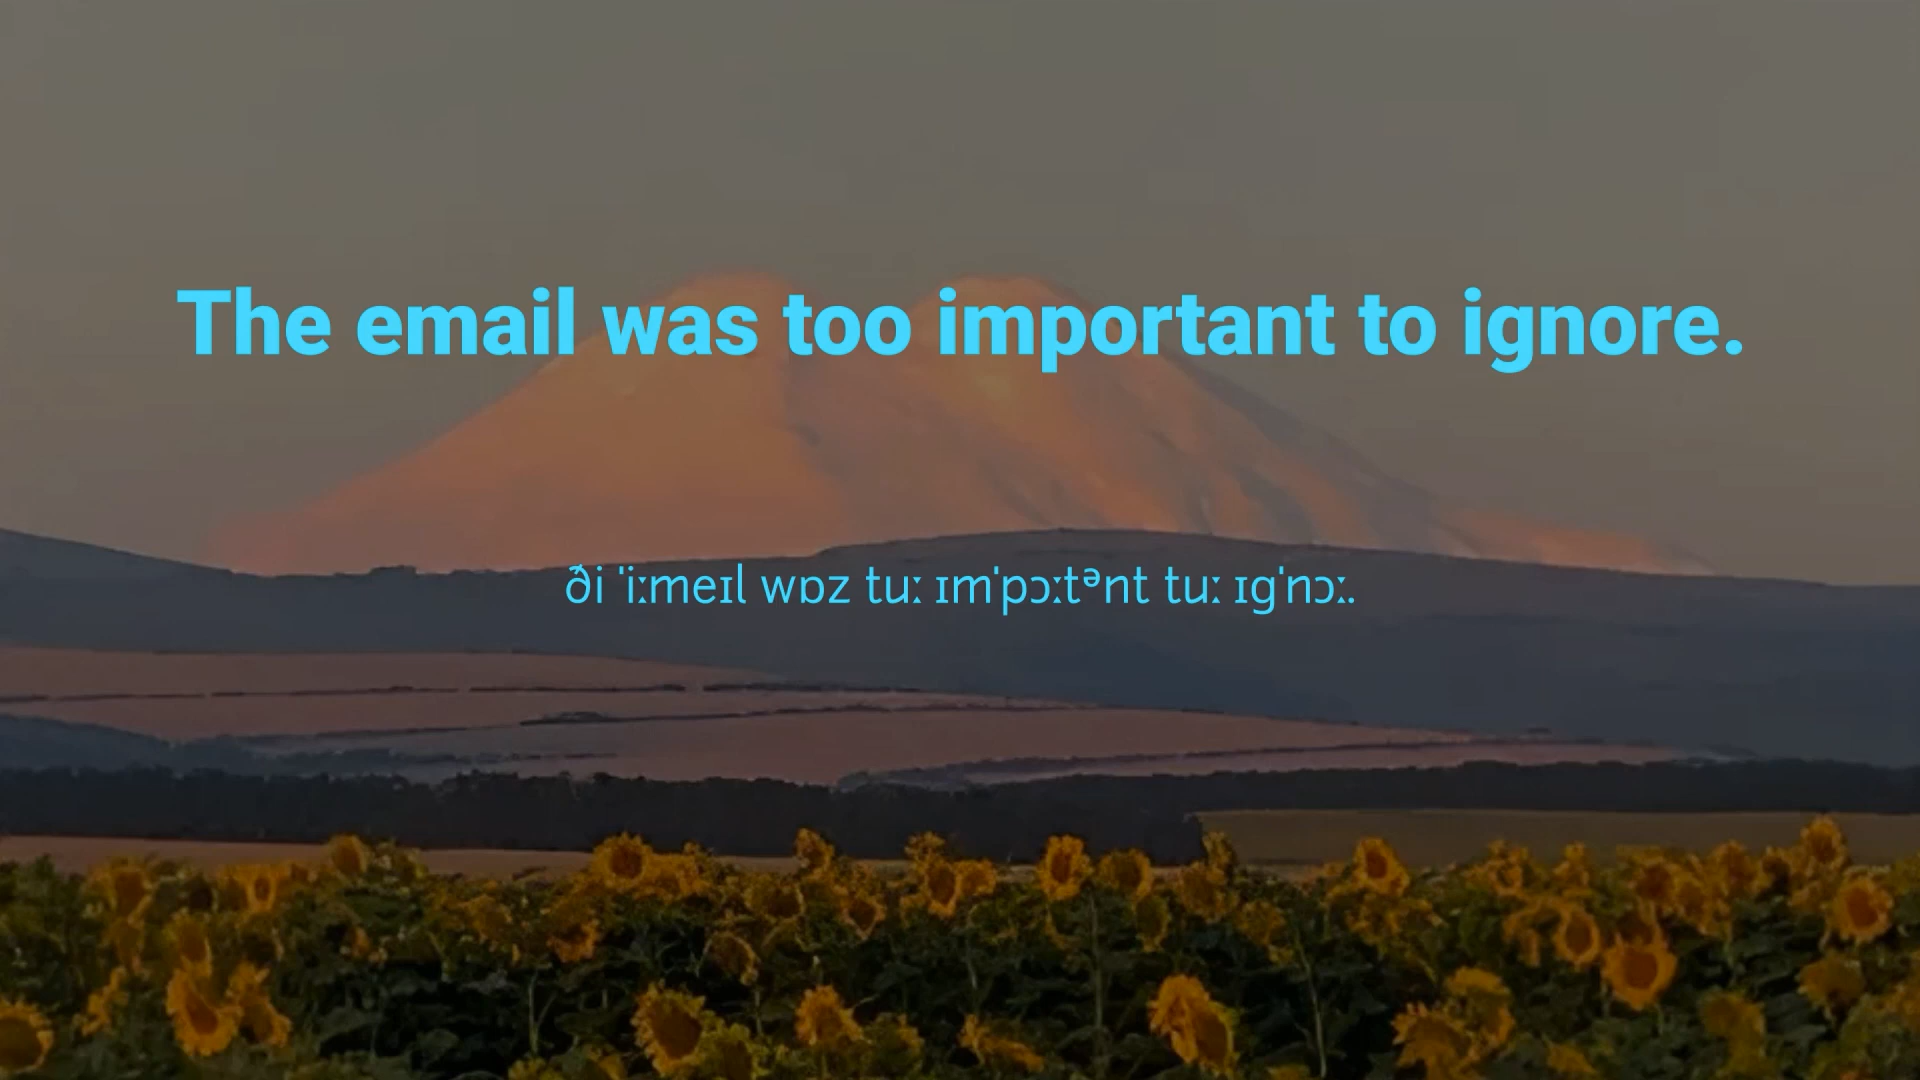 The email was too important to ignore.
ði ˈiːmeɪl wɒz tuː ɪmˈpɔːtᵊnt tuː ɪɡˈnɔː.